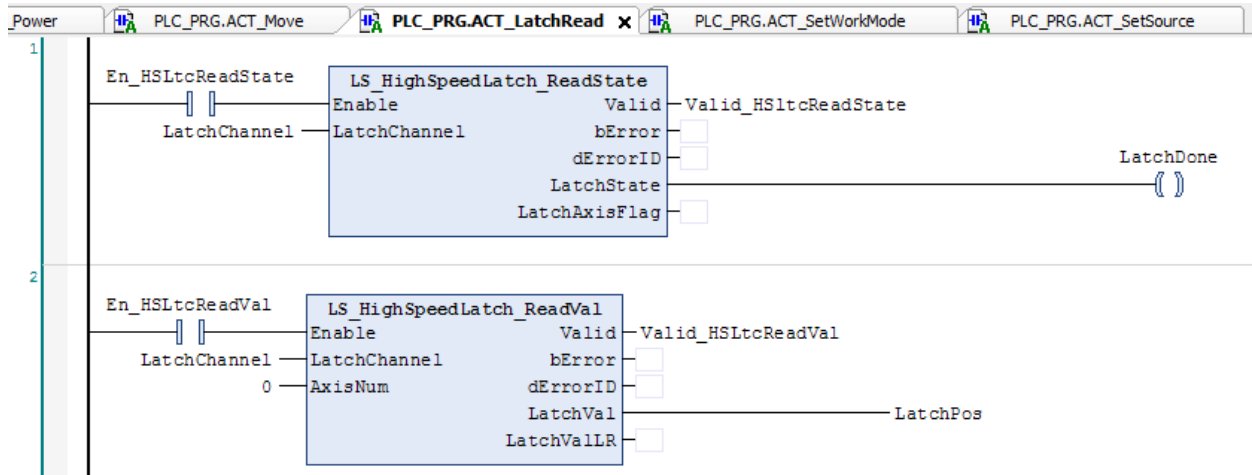 _Power PLC_PRG.ACT_Move PLC_PRG.ACT_LatchRead x PLC_PRG.ACT_SetWorkMode PLC_PRG.ACT_SetSource
1
En_HSLtcReadState
LS_HighSpeedLatch_ReadState
Enable Valid Valid_HSltcReadState
LatchChannel LatchChannel bError
dErrorID
LatchDone
LatchState
LatchAxisFlag
2
En_HSLtcReadVal
LS_HighSpeedLatch_ReadVal
Enable Valid Valid_HSLtcReadVal
LatchChannel LatchChannel bError
0 AxisNum dErrorID
LatchVal LatchPos
LatchValLR